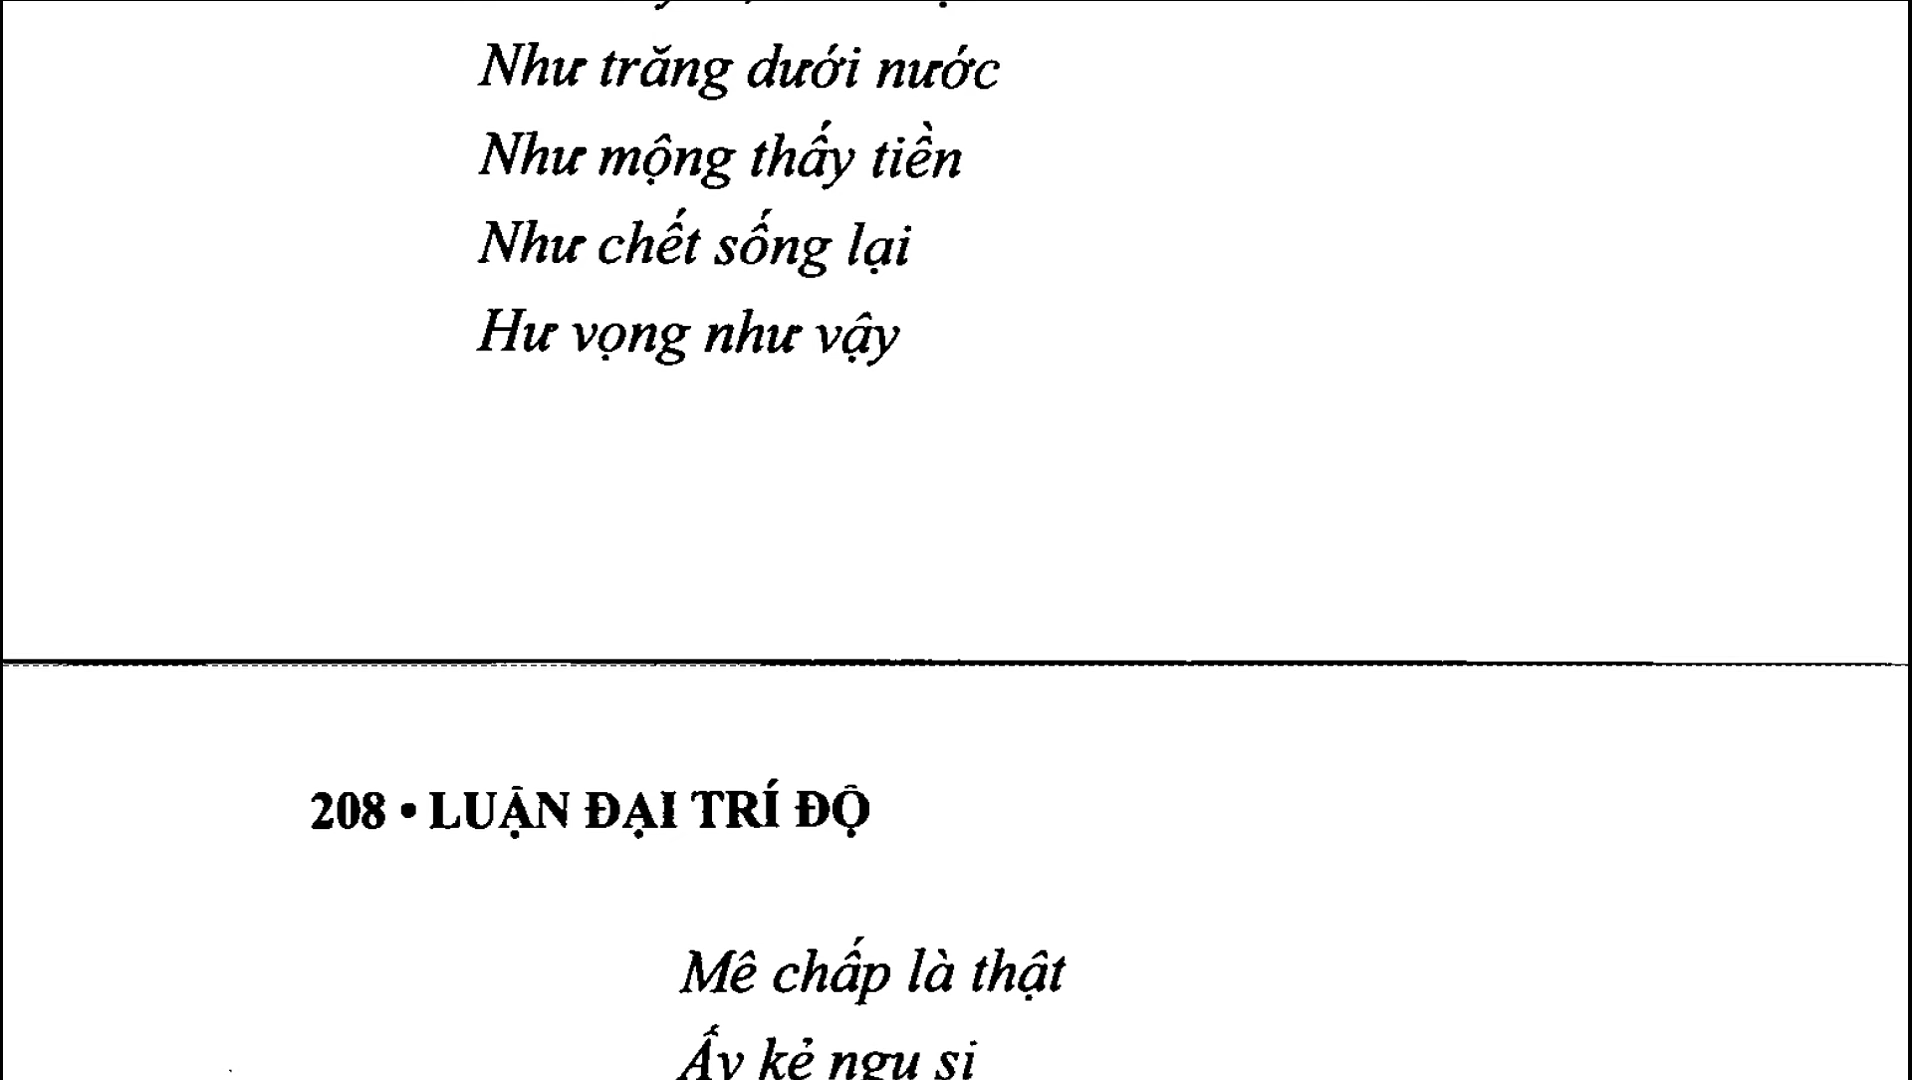 Như trăng dưới nước
Như mộng thấy tiền
Như chết sống lại
Hư vọng như vậy
208 • LUẬN ĐẠI TRÍ ĐỘ
Mê chấp là thật
Ấy kẻ ngu si